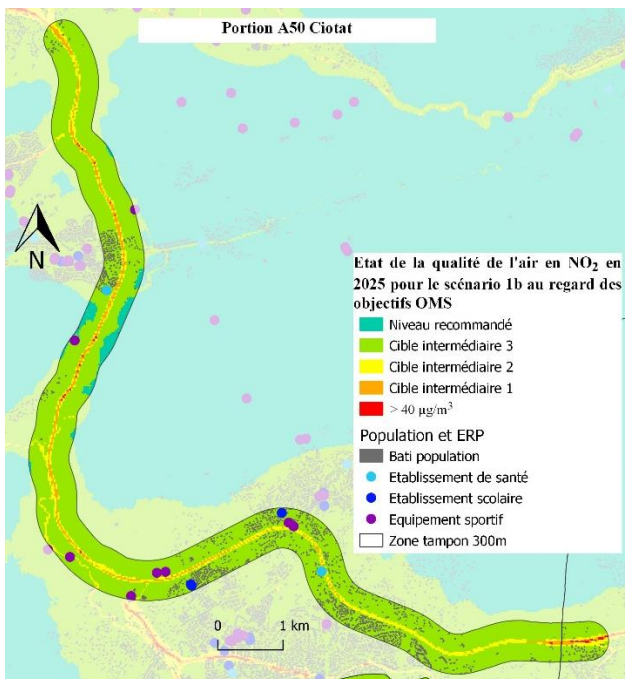 Portion A50 Ciotat
N
Etat de la qualité de l'air en NO₂ en
2025 pour le scénario 1b au regard des
objectifs OMS
Niveau recommandé
Cible intermédiaire 3
Cible intermédiaire 2
Cible intermédiaire 1
> 40 µg/m³
Population et ERP
Bati population
Etablissement de santé
Etablissement scolaire
Equipement sportif
Zone tampon 300m
0 1 km